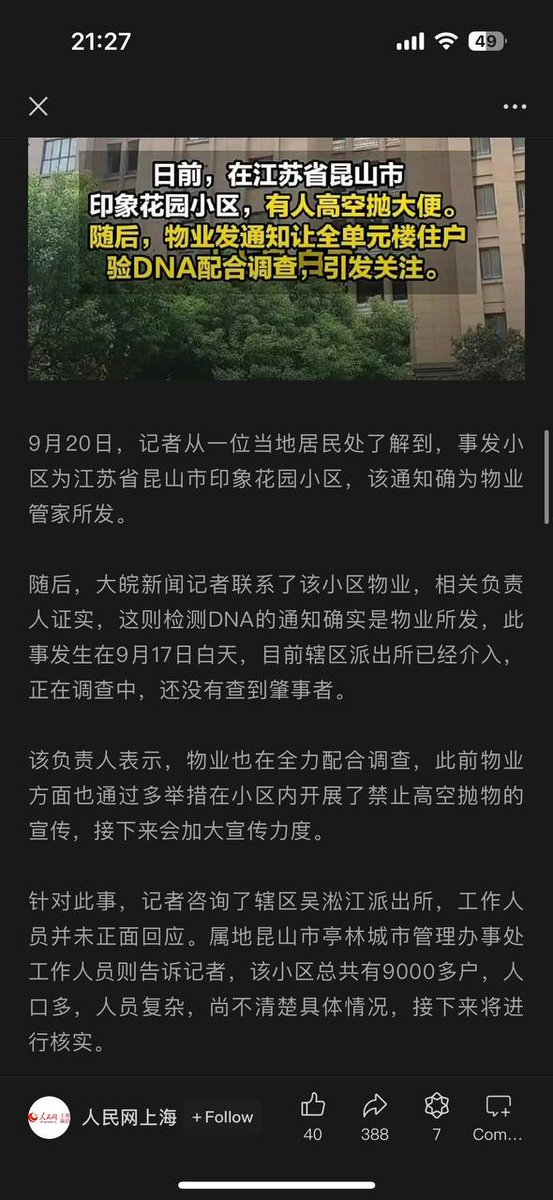 21:27
49
日前，在江苏省昆山市
印象花园小区，有人高空抛大便。
随后，物业发通知让全单元楼住户
验DNA配合调查，引发关注。
9月20日，记者从一位当地居民处了解到，事发小
区为江苏省昆山市印象花园小区，该通知确为物业
管家所发。
随后，大皖新闻记者联系了该小区物业，相关负责
人证实，这则检测DNA的通知确实是物业所发，此
事发生在9月17日白天，目前辖区派出所已经介入，
正在调查中，还没有查到肇事者。
该负责人表示，物业也在全力配合调查，此前物业
方面也通过多举措在小区内开展了禁止高空抛物的
宣传，接下来会加大宣传力度。
针对此事，记者咨询了辖区吴淞江派出所，工作人
员并未正面回应。属地昆山市亭林城市管理办事处
工作人员则告诉记者，该小区总共有9000多户，人
口多，人员复杂，尚不清楚具体情况，接下来将进
行核实。
人民网上海 +Follow
40 388 7 Com...